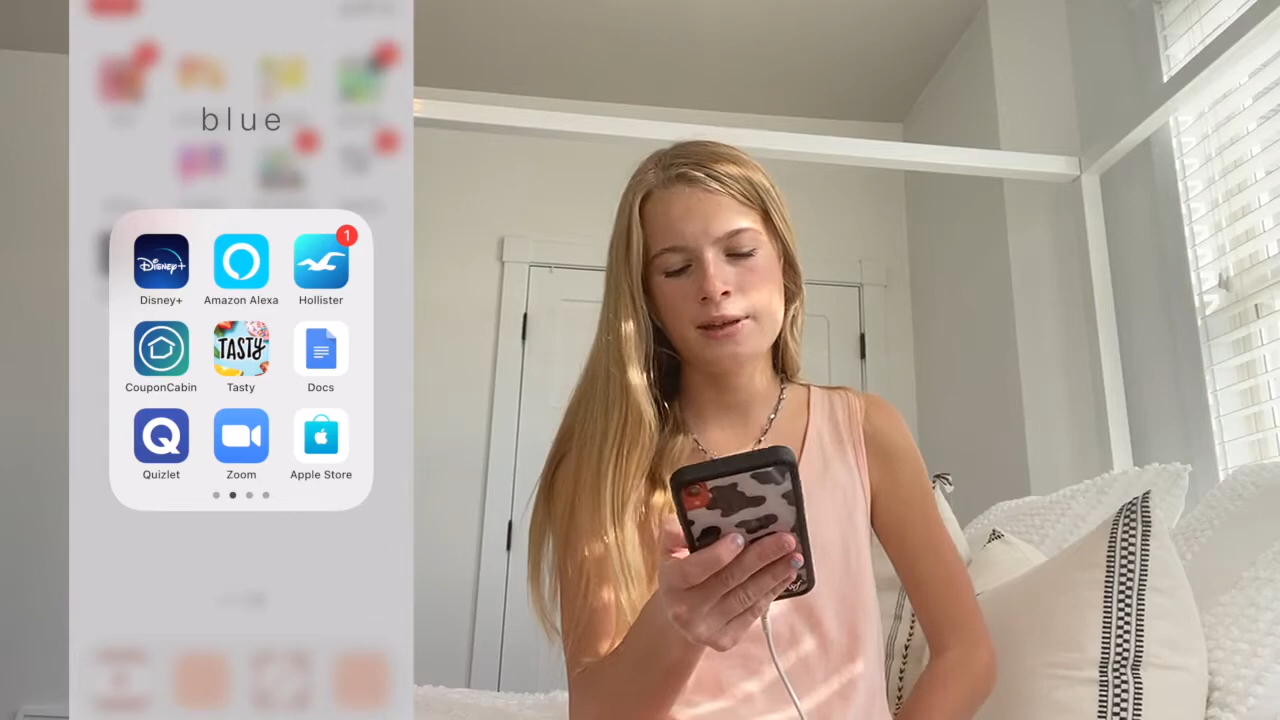 blue
1
Disney+
Disney+ Amazon Alexa Hollister
TASTY
CouponCabin Tasty Docs
Q
Quizlet Zoom Apple Store